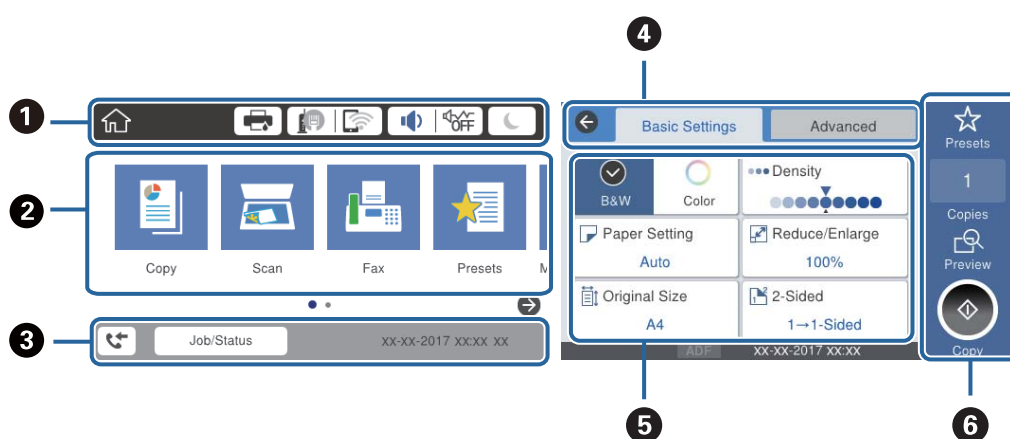 1
OFF
2
Copy Scan Fax Presets
3
Job/Status xx-xx-2017 xx:xx xx
4
Basic Settings Advanced
B&W Color Density
Paper Setting Reduce/Enlarge
Auto 100%
Original Size 2-Sided
A4 1→1-Sided
ADF xx-xx-2017 xx:xx
5
Presets
1
Copies
Preview
Copy
6